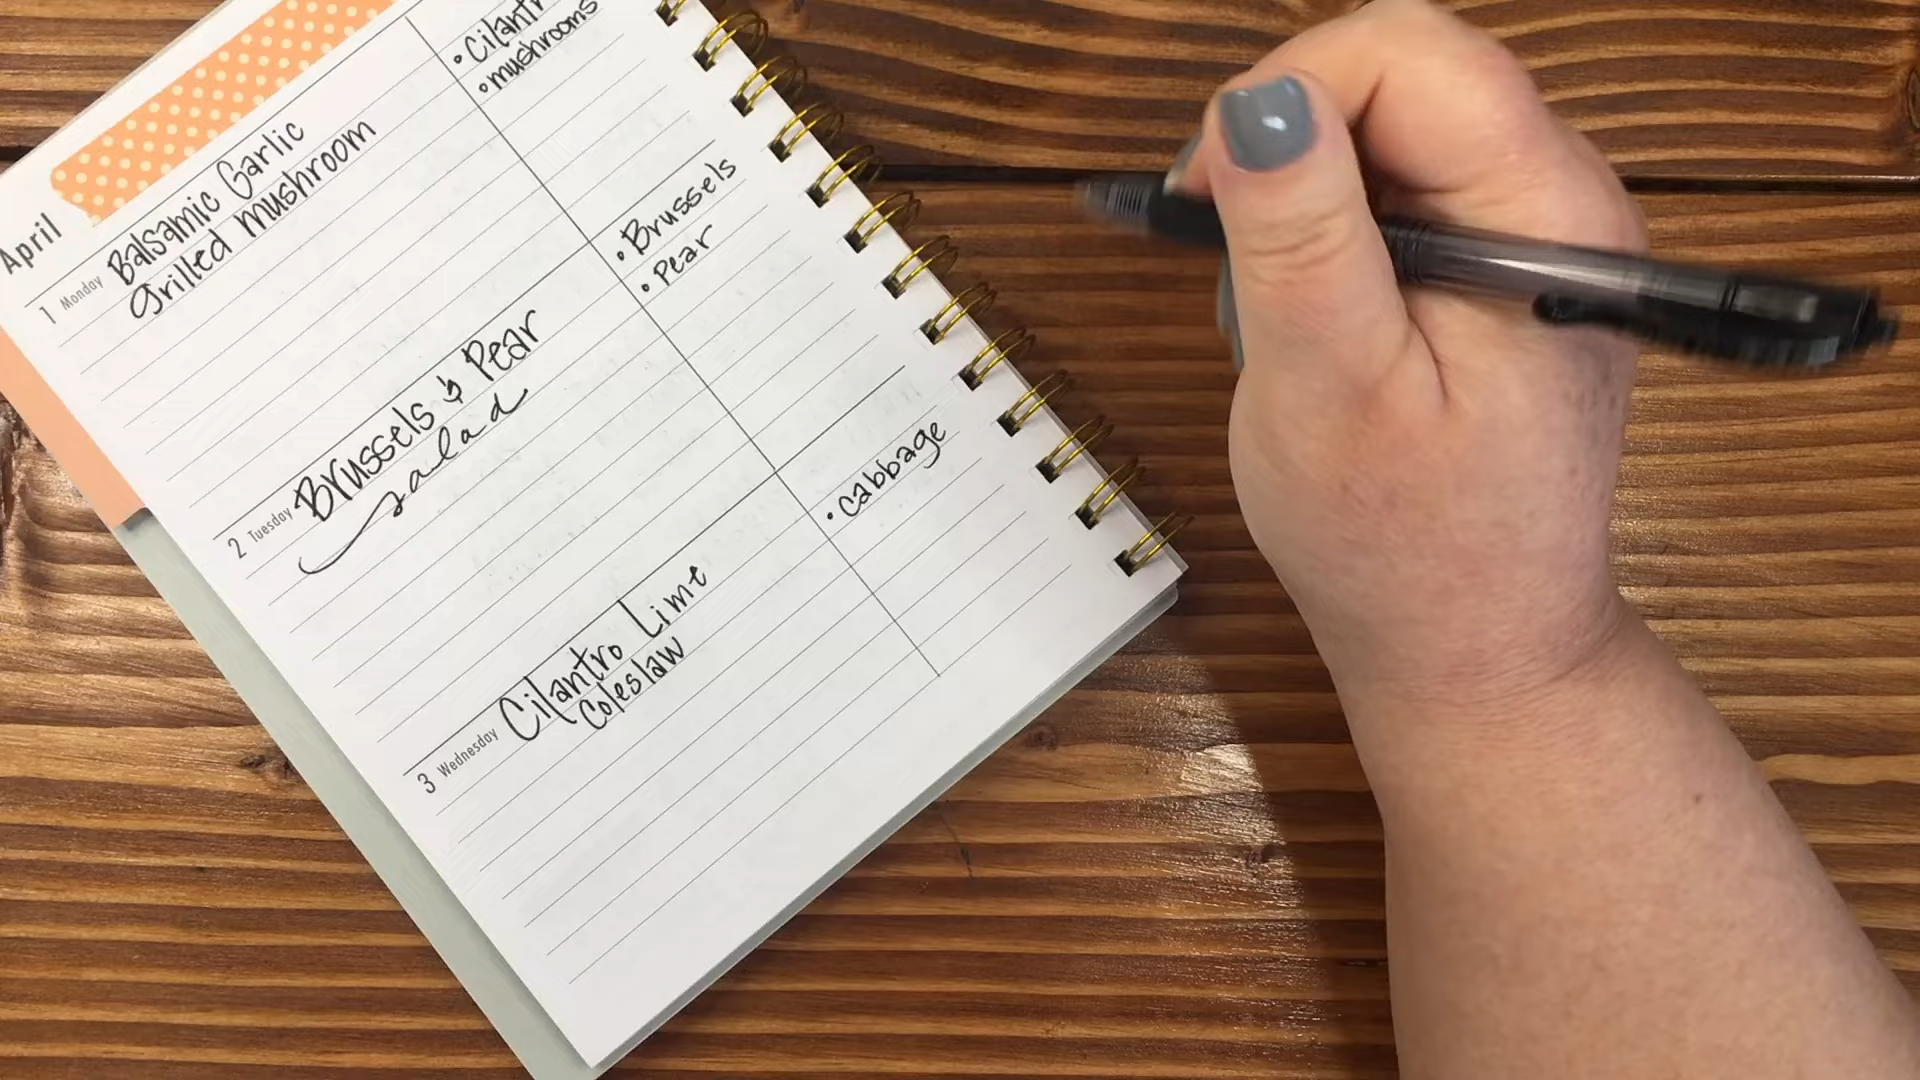 April
1 Monday Balsamic Garlic
Grilled Mushroom
• Cilantr
• mushrooms
2 Tuesday Brussels & Pear
salad
• Brussels
• Pear
3 Wednesday Cilantro Lime
Coleslaw
• cabbage